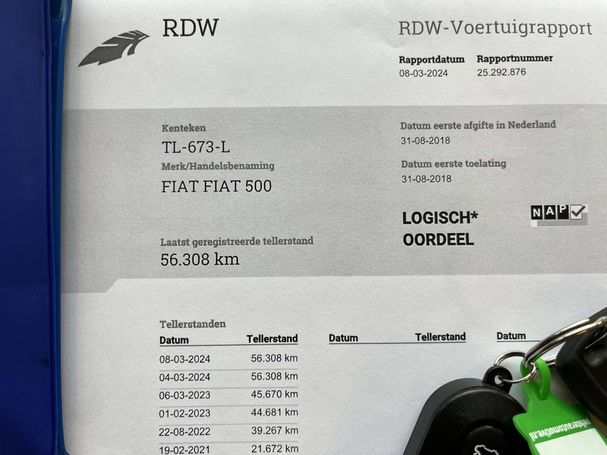 RDW
RDW-Voertuigrapport
Rapportdatum Rapportnummer
08-03-2024 25.292.876
Kenteken
TL-673-L
Merk/Handelsbenaming
FIAT FIAT 500
Datum eerste afgifte in Nederland
31-08-2018
Datum eerste toelating
31-08-2018
LOGISCH*
OORDEEL
NAP
Laatst geregistreerde tellerstand
56.308 km
Tellerstanden
Datum Tellerstand Datum Tellerstand Datum
08-03-2024 56.308 km
04-03-2024 56.308 km
06-03-2023 45.670 km
01-02-2023 44.681 km
22-08-2022 39.267 km
19-02-2021 21.672 km